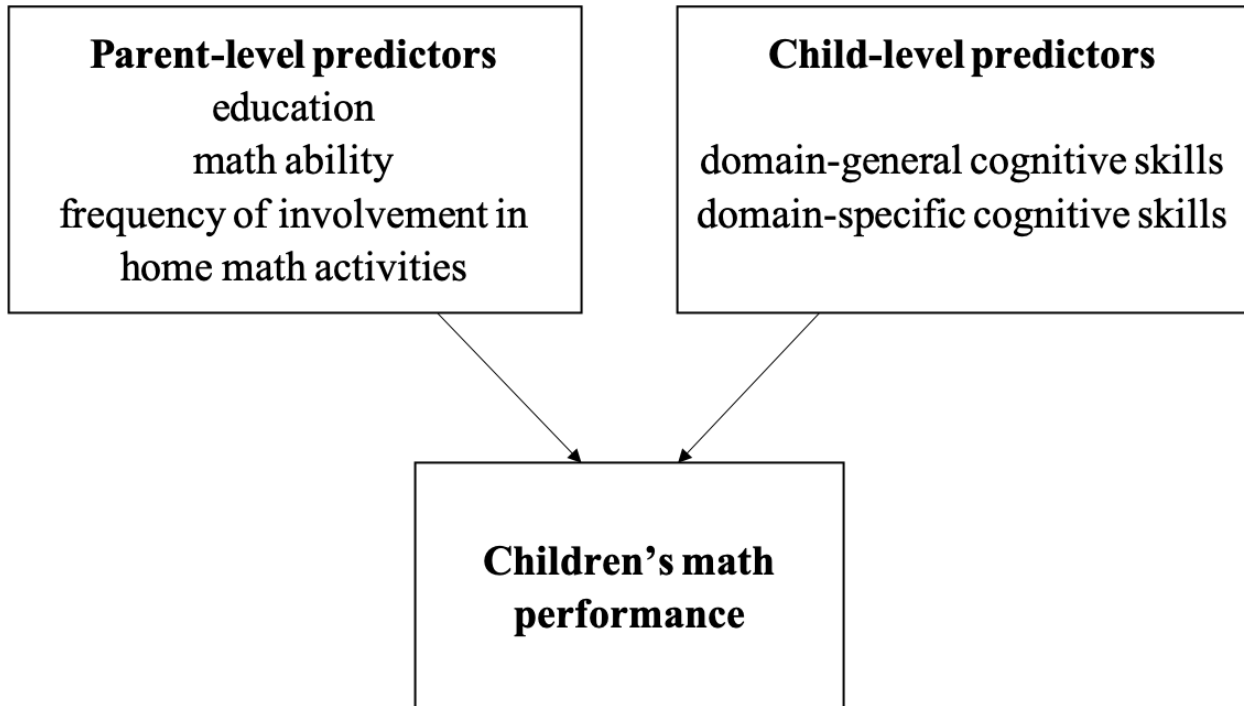 Parent-level predictors
education
math ability
frequency of involvement in
home math activities
Child-level predictors
domain-general cognitive skills
domain-specific cognitive skills
Children’s math
performance